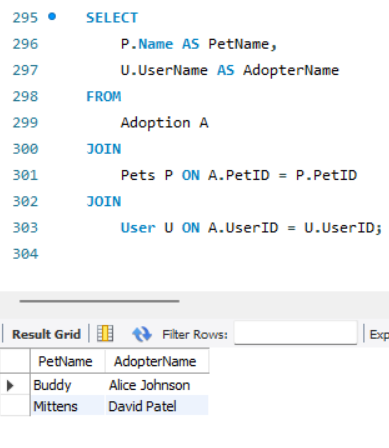 295 SELECT
296 P.Name AS PetName,
297 U.UserName AS AdopterName
298 FROM
299 Adoption A
300 JOIN
301 Pets P ON A.PetID = P.PetID
302 JOIN
303 User U ON A.UserID = U.UserID;
304
Result Grid Filter Rows: Exp
PetName AdopterName
Buddy Alice Johnson
Mittens David Patel